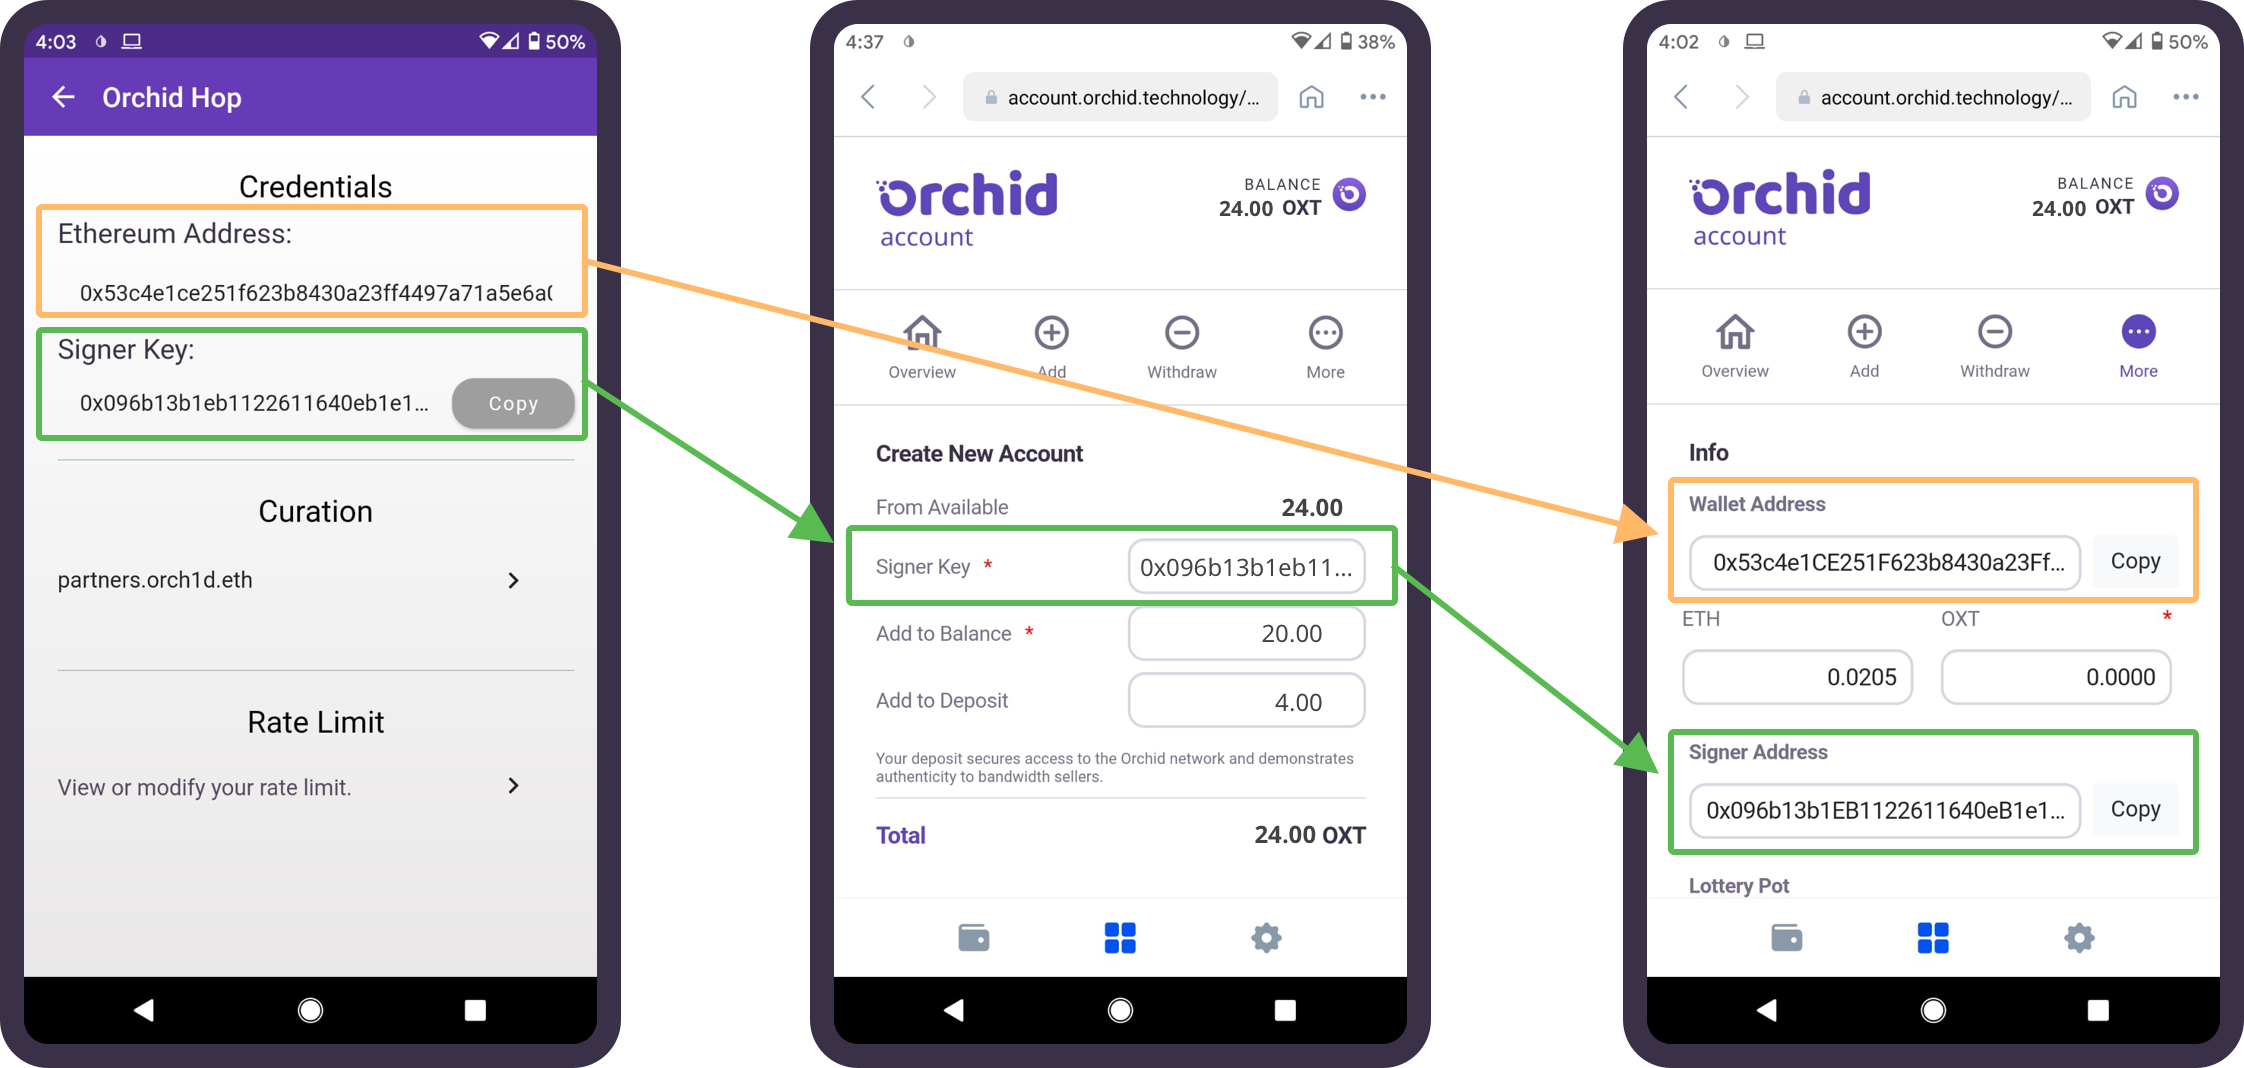 4:03
50%
Orchid Hop
Credentials
Ethereum Address:
0x53c4e1ce251f623b8430a23ff4497a71a5e6a
Signer Key:
0x096b13b1eb1122611640eb1e1...
Copy
Curation
partners.orch1d.eth
Rate Limit
View or modify your rate limit.
4:37
38%
account.orchid.technology/...
orchid
account
BALANCE
24.00 OXT
Overview
Add
Withdraw
More
Create New Account
From Available
24.00
Signer Key *
0x096b13b1eb11...
Add to Balance *
20.00
Add to Deposit
4.00
Your deposit secures access to the Orchid network and demonstrates
authenticity to bandwidth sellers.
Total
24.00 OXT
4:02
50%
account.orchid.technology/...
orchid
account
BALANCE
24.00 OXT
Overview
Add
Withdraw
More
Info
Wallet Address
0x53c4e1CE251F623b8430a23Ff...
Copy
ETH
OXT *
0.0205
0.0000
Signer Address
0x096b13b1EB1122611640eB1e1...
Copy
Lottery Pot